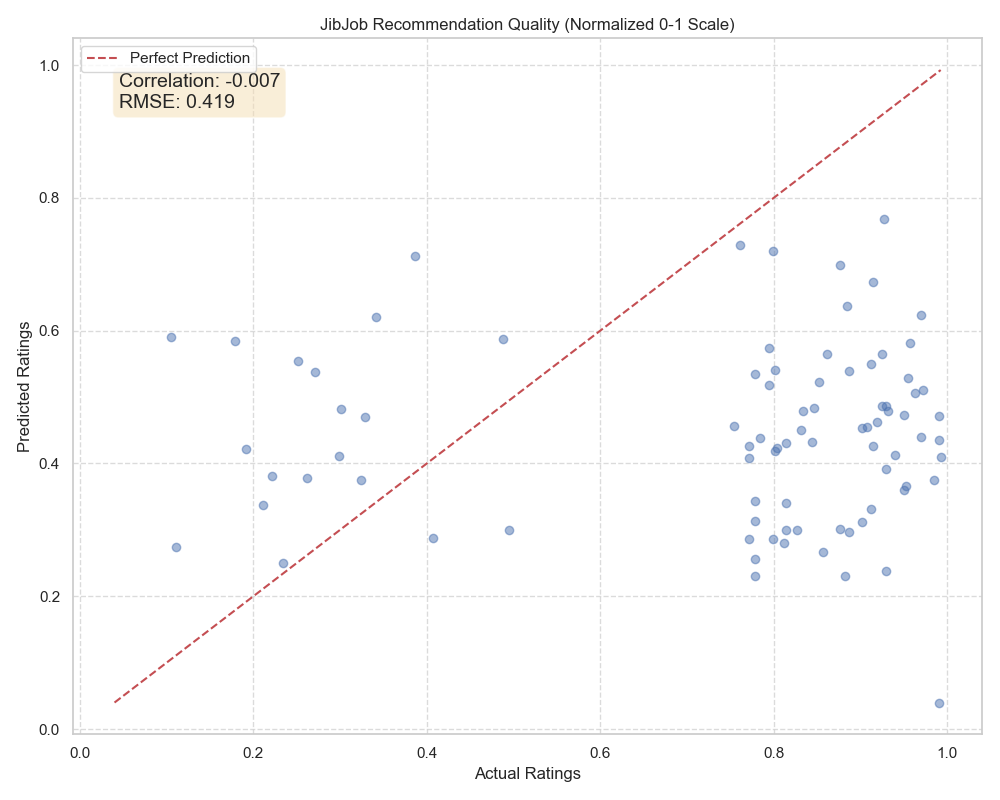 JibJob Recommendation Quality (Normalized 0-1 Scale)
Perfect Prediction
Correlation: -0.007
RMSE: 0.419
1.0
0.8
0.6
0.4
0.2
0.0
Predicted Ratings
0.0 0.2 0.4 0.6 0.8 1.0
Actual Ratings